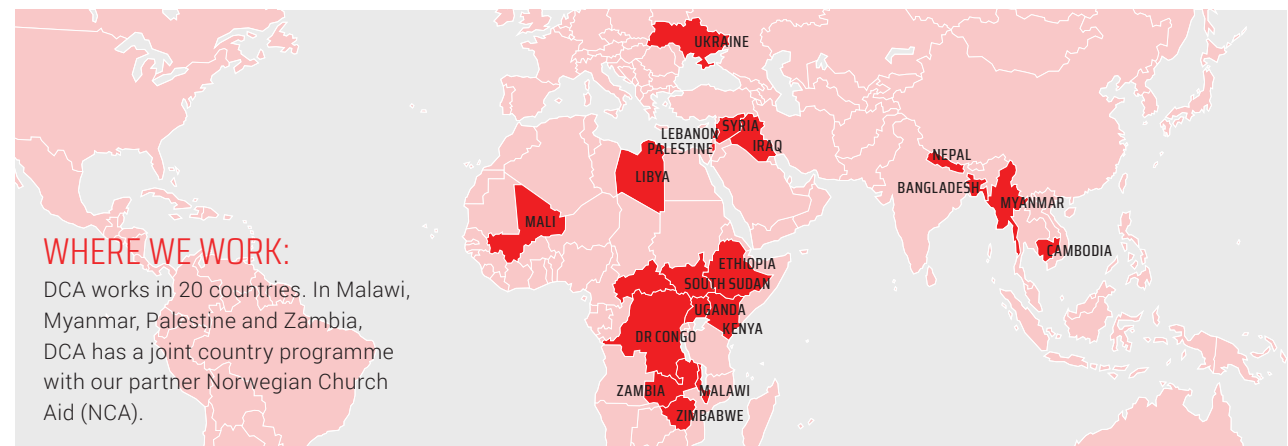 UKRAINE
SYRIA
LEBANON
PALESTINE
IRAQ
LIBYA
NEPAL
BANGLADESH
MYANMAR
MALI
CAMBODIA
ETHIOPIA
SOUTH SUDAN
UGANDA
KENYA
DR CONGO
ZAMBIA
MALAWI
ZIMBABWE
WHERE WE WORK:
DCA works in 20 countries. In Malawi,
Myanmar, Palestine and Zambia,
DCA has a joint country programme
with our partner Norwegian Church
Aid (NCA).